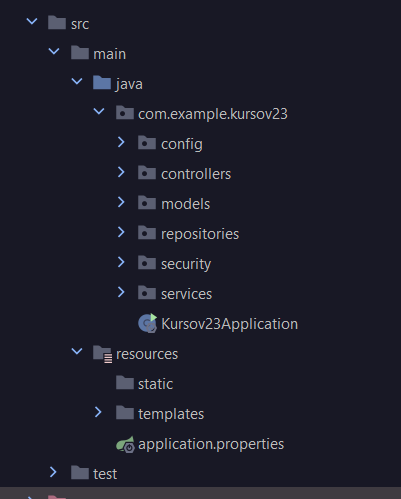 src
main
java
com.example.kursov23
config
controllers
models
repositories
security
services
Kursov23Application
resources
static
templates
application.properties
test